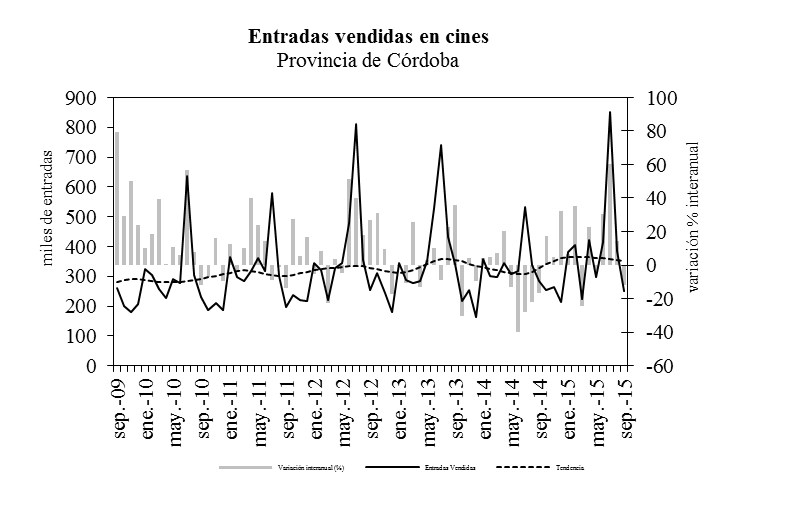 Entradas vendidas en cines
Provincia de Córdoba
miles de entradas
900
800
700
600
500
400
300
200
100
0
100
80
60
40
20
0
-20
-40
-60
variación % interanual
sep.-09
ene.-10
may.-10
sep.-10
ene.-11
may.-11
sep.-11
ene.-12
may.-12
sep.-12
ene.-13
may.-13
sep.-13
ene.-14
may.-14
sep.-14
ene.-15
may.-15
sep.-15
Variación interanual (%) Entradas Vendidas Tendencia